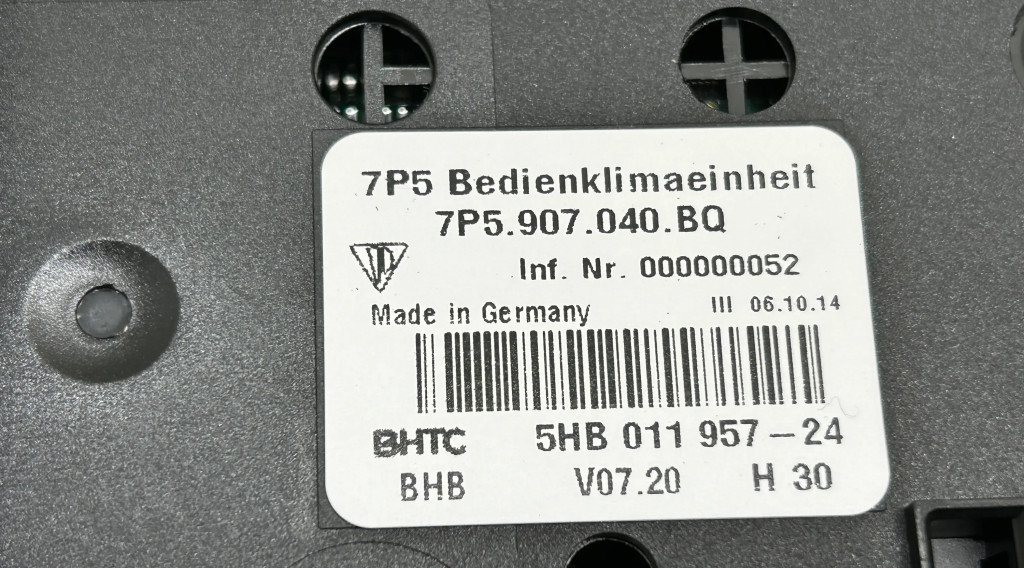 7P5 Bedienklimaeinheit
7P5.907.040.BQ
Inf. Nr. 000000052
Made in Germany III 06.10.14
BHTC 5HB 011 957-24
BHB V07.20 H 30